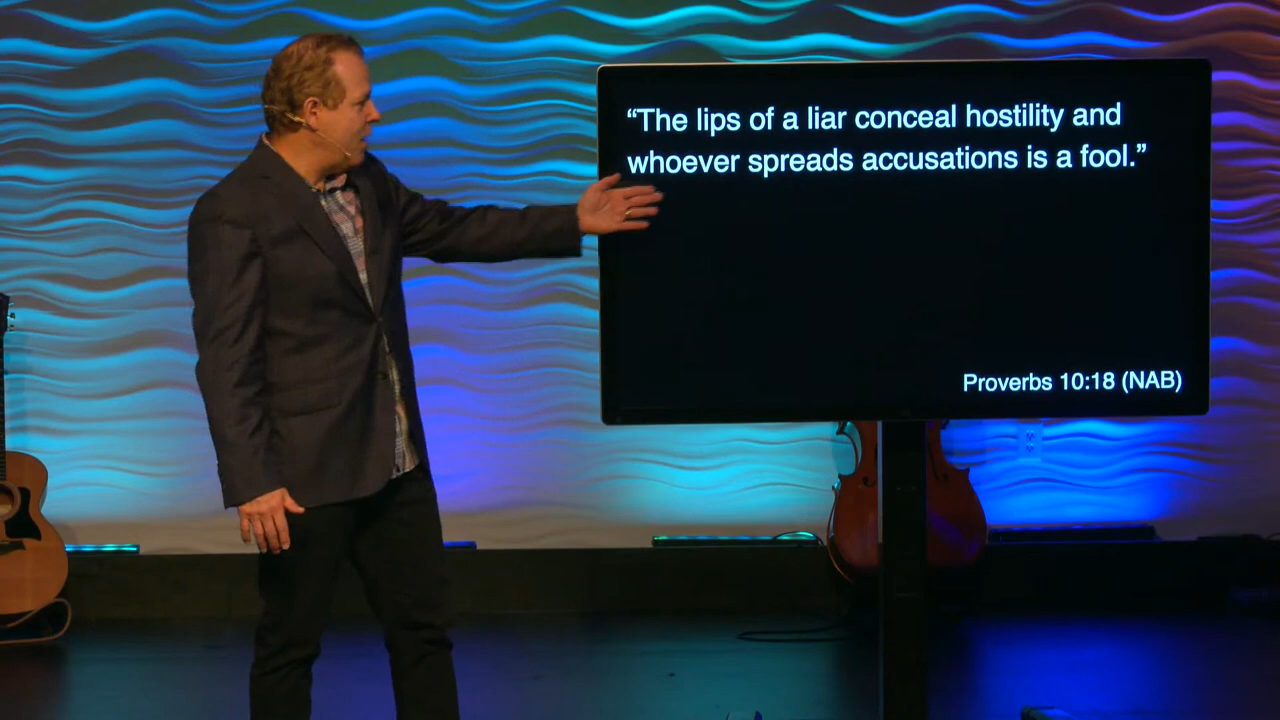 “The lips of a liar conceal hostility and
whoever spreads accusations is a fool.”
Proverbs 10:18 (NAB)